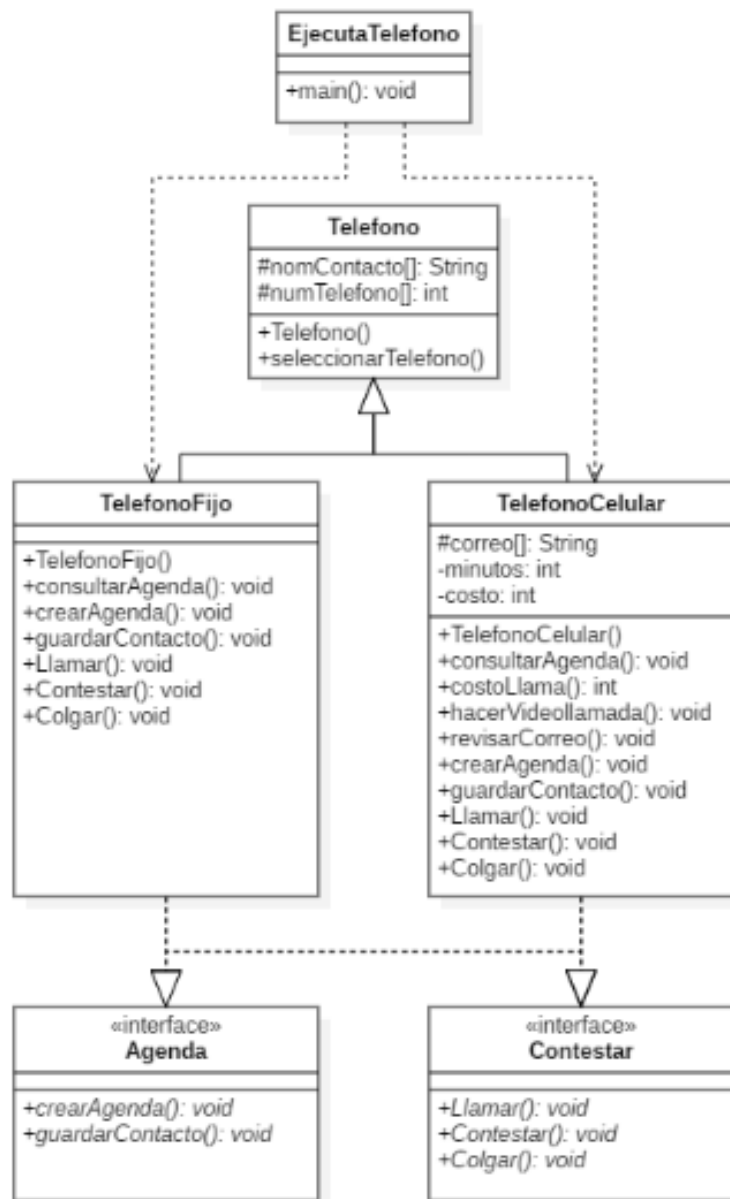 EjecutaTelefono
+main(): void
Telefono
#nomContacto[]: String
#numTelefono[]: int
+Telefono()
+seleccionarTelefono()
TelefonoFijo
+TelefonoFijo()
+consultarAgenda(): void
+crearAgenda(): void
+guardarContacto(): void
+Llamar(): void
+Contestar(): void
+Colgar(): void
TelefonoCelular
#correo[]: String
-minutos: int
-costo: int
+TelefonoCelular()
+consultarAgenda(): void
+costoLlama(): int
+hacerVideollamada(): void
+revisarCorreo(): void
+crearAgenda(): void
+guardarContacto(): void
+Llamar(): void
+Contestar(): void
+Colgar(): void
«interface»
Agenda
+crearAgenda(): void
+guardarContacto(): void
«interface»
Contestar
+Llamar(): void
+Contestar(): void
+Colgar(): void